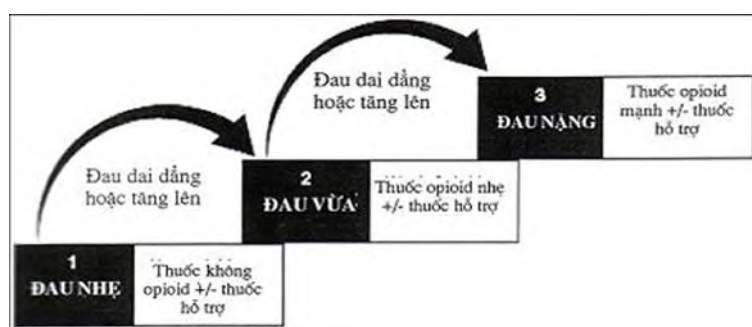 Đau dai dẳng
hoặc tăng lên
3
ĐAU NẶNG
Thuốc opioid
mạnh +/- thuốc
hỗ trợ
Đau dai dẳng
hoặc tăng lên
2
ĐAU VỪA
Thuốc opioid nhẹ
+/- thuốc hỗ trợ
1
ĐAU NHẸ
Thuốc không
opioid +/- thuốc
hỗ trợ